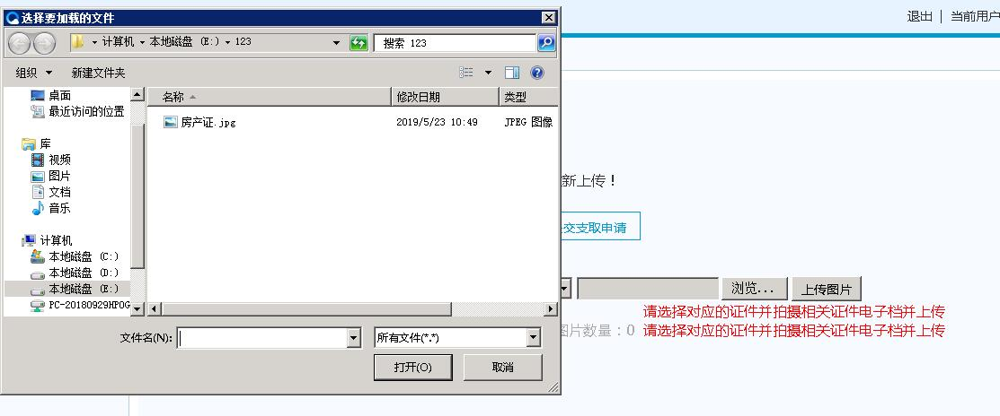 选择要加载的文件
退出 | 当前用户
计算机 本地磁盘 (E:) 123
搜索 123
组织 新建文件夹
桌面
最近访问的位置
库
视频
图片
文档
音乐
计算机
本地磁盘 (C:)
本地磁盘 (D:)
本地磁盘 (E:)
PC-20180929HPOG
名称 修改日期 类型
房产证.jpg 2019/5/23 10:49 JPEG 图像
文件名(N): 所有文件(*.*)
打开(O) 取消
新上传！
交支取申请
浏览... 上传图片
请选择对应的证件并拍摄相关证件电子档并上传
图片数量：0 请选择对应的证件并拍摄相关证件电子档并上传